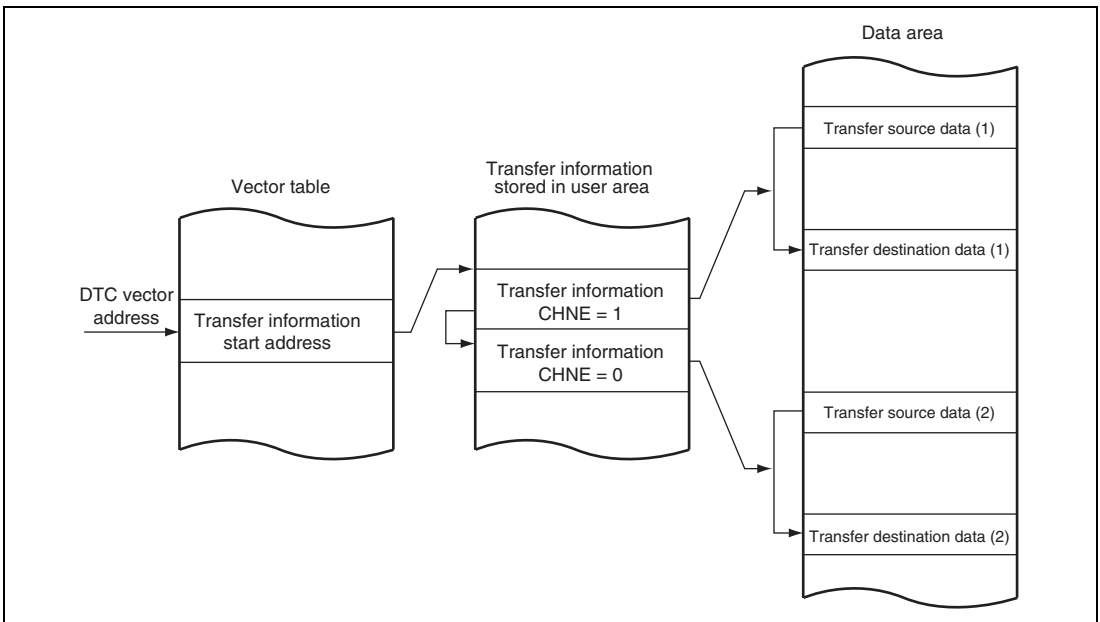 Data area
Transfer source data (1)
Transfer information
stored in user area
Vector table
Transfer destination data (1)
DTC vector
address
Transfer information
start address
Transfer information
CHNE = 1
Transfer information
CHNE = 0
Transfer source data (2)
Transfer destination data (2)